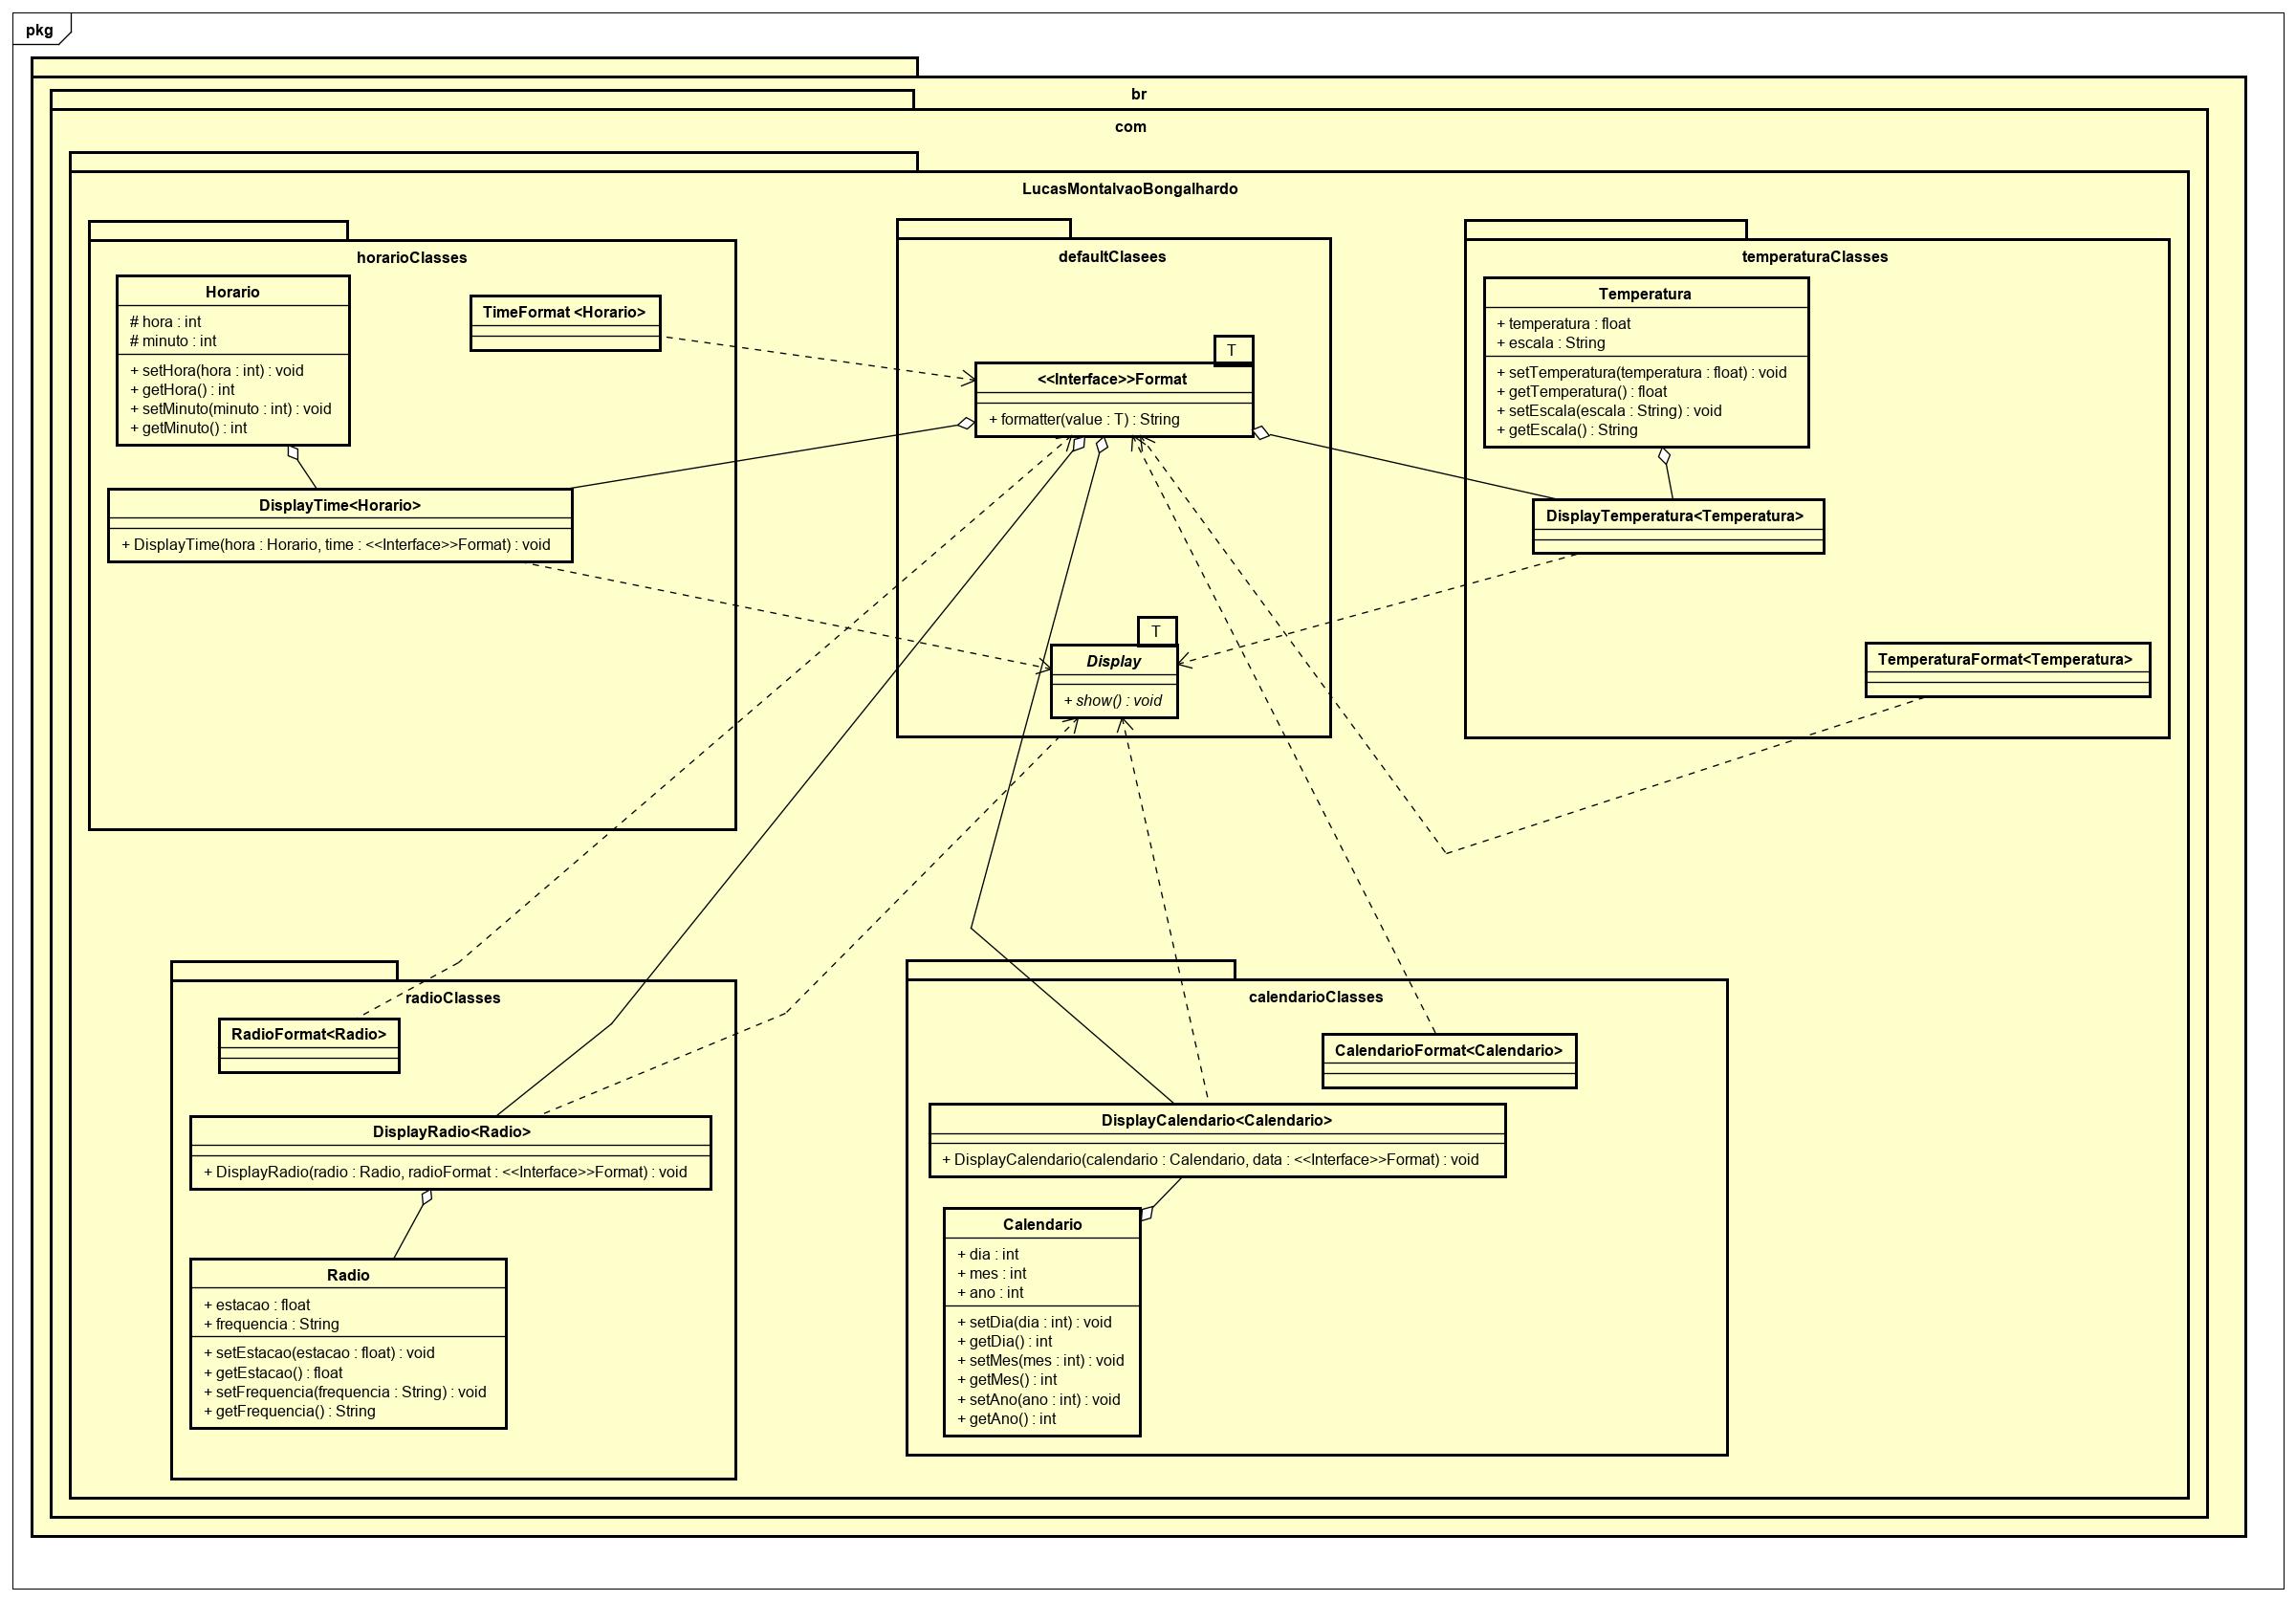 pkg
br
com
LucasMontalvaoBongalhardo
horarioClasses
Horario
# hora : int
# minuto : int
+ setHora(hora : int) : void
+ getHora() : int
+ setMinuto(minuto : int) : void
+ getMinuto() : int
TimeFormat <Horario>
DisplayTime<Horario>
+ DisplayTime(hora : Horario, time : <<Interface>>Format) : void
defaultClasees
T
<<Interface>>Format
+ formatter(value : T) : String
T
Display
+ show() : void
temperaturaClasses
Temperatura
+ temperatura : float
+ escala : String
+ setTemperatura(temperatura : float) : void
+ getTemperatura() : float
+ setEscala(escala : String) : void
+ getEscala() : String
DisplayTemperatura<Temperatura>
TemperaturaFormat<Temperatura>
radioClasses
RadioFormat<Radio>
DisplayRadio<Radio>
+ DisplayRadio(radio : Radio, radioFormat : <<Interface>>Format) : void
Radio
+ estacao : float
+ frequencia : String
+ setEstacao(estacao : float) : void
+ getEstacao() : float
+ setFrequencia(frequencia : String) : void
+ getFrequencia() : String
calendarioClasses
CalendarioFormat<Calendario>
DisplayCalendario<Calendario>
+ DisplayCalendario(calendario : Calendario, data : <<Interface>>Format) : void
Calendario
+ dia : int
+ mes : int
+ ano : int
+ setDia(dia : int) : void
+ getDia() : int
+ setMes(mes : int) : void
+ getMes() : int
+ setAno(ano : int) : void
+ getAno() : int